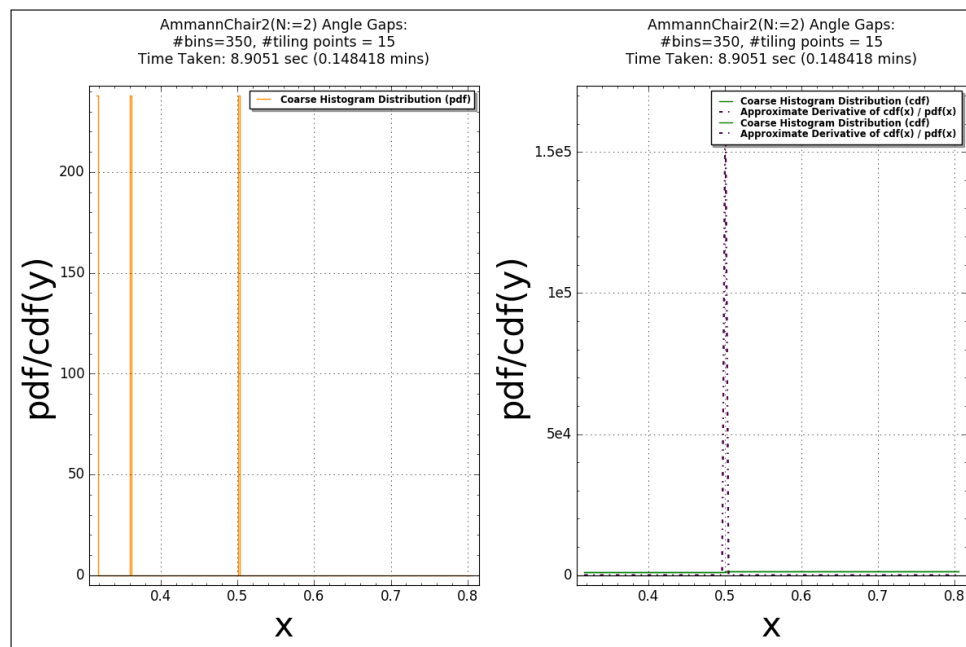 AmmannChair2(N:=2) Angle Gaps:
#bins=350, #tiling points = 15
Time Taken: 8.9051 sec (0.148418 mins)
Coarse Histogram Distribution (pdf)
200
150
100
50
0
0.4
0.5
0.6
0.7
0.8
pdf/cdf(y)
x
AmmannChair2(N:=2) Angle Gaps:
#bins=350, #tiling points = 15
Time Taken: 8.9051 sec (0.148418 mins)
Coarse Histogram Distribution (cdf)
Approximate Derivative of cdf(x) / pdf(x)
Coarse Histogram Distribution (cdf)
Approximate Derivative of cdf(x) / pdf(x)
1.5e5
1e5
5e4
0
0.4
0.5
0.6
0.7
0.8
pdf/cdf(y)
x